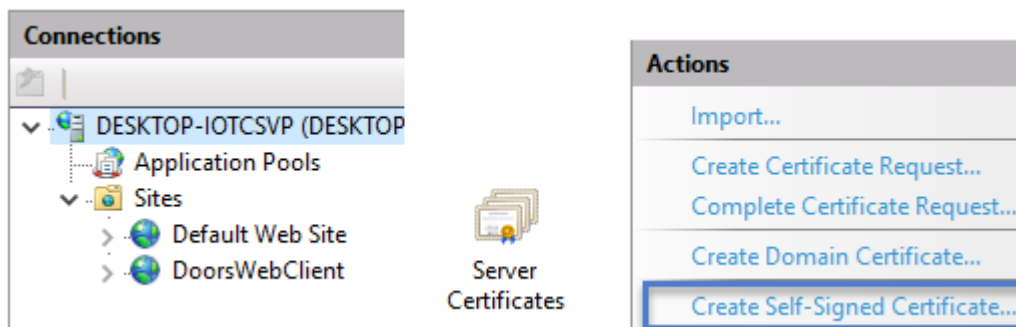 Connections
DESKTOP-IOTCSVP (DESKTOP
Application Pools
Sites
Default Web Site
DoorsWebClient
Server
Certificates
Actions
Import...
Create Certificate Request...
Complete Certificate Request...
Create Domain Certificate...
Create Self-Signed Certificate...